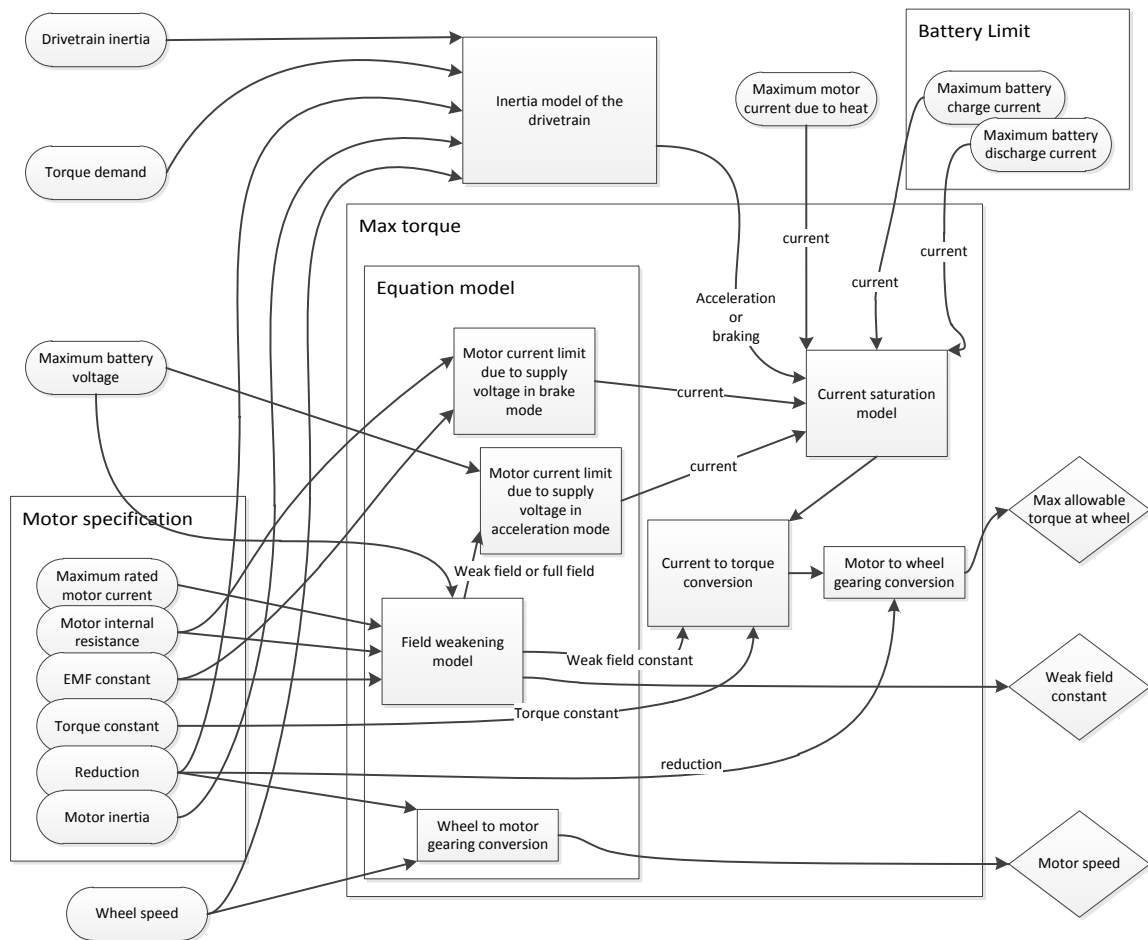 Drivetrain inertia
Torque demand
Inertia model of the
drivetrain
Maximum motor
current due to heat
Battery Limit
Maximum battery
charge current
Maximum battery
discharge current
Max torque
current
current
current
Acceleration
or
braking
Equation model
Maximum battery
voltage
Motor current limit
due to supply
voltage in brake
mode
current
Current saturation
model
Motor current limit
due to supply
voltage in
acceleration mode
current
Motor specification
Maximum rated
motor current
Motor internal
resistance
EMF constant
Torque constant
Reduction
Motor inertia
Weak field or full field
Field weakening
model
Weak field constant
Torque constant
Current to torque
conversion
Motor to wheel
gearing conversion
Max allowable
torque at wheel
Weak field
constant
reduction
Wheel to motor
gearing conversion
Motor speed
Wheel speed